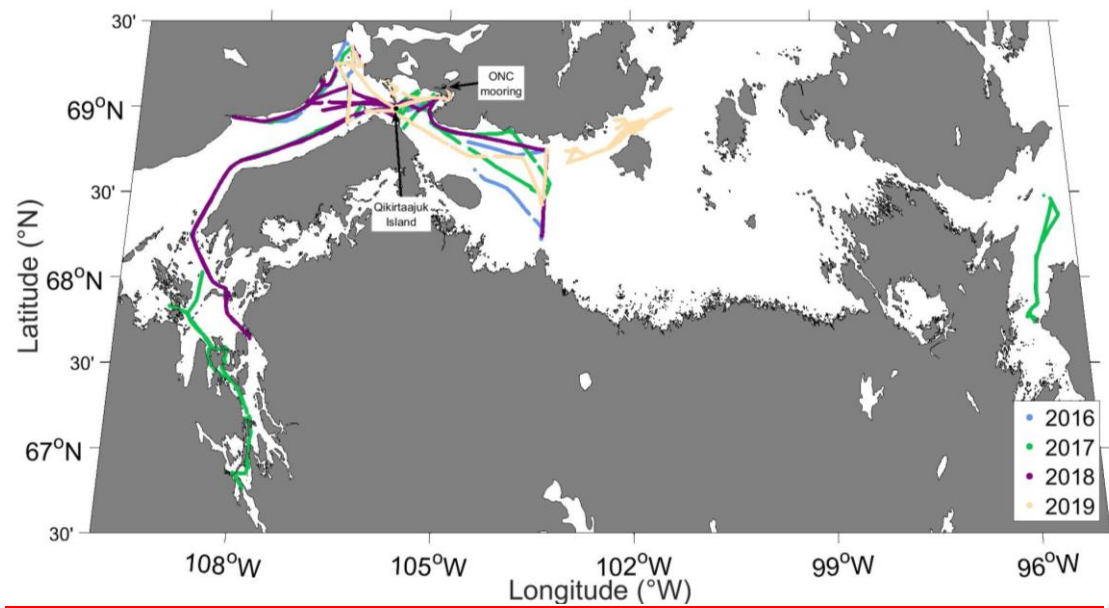 30'
69°N
30'
68°N
30'
67°N
30'
Latitude (°N)
ONC
mooring
Qikirtaajuk
Island
2016
2017
2018
2019
108°W
105°W
102°W
99°W
96°W
Longitude (°W)